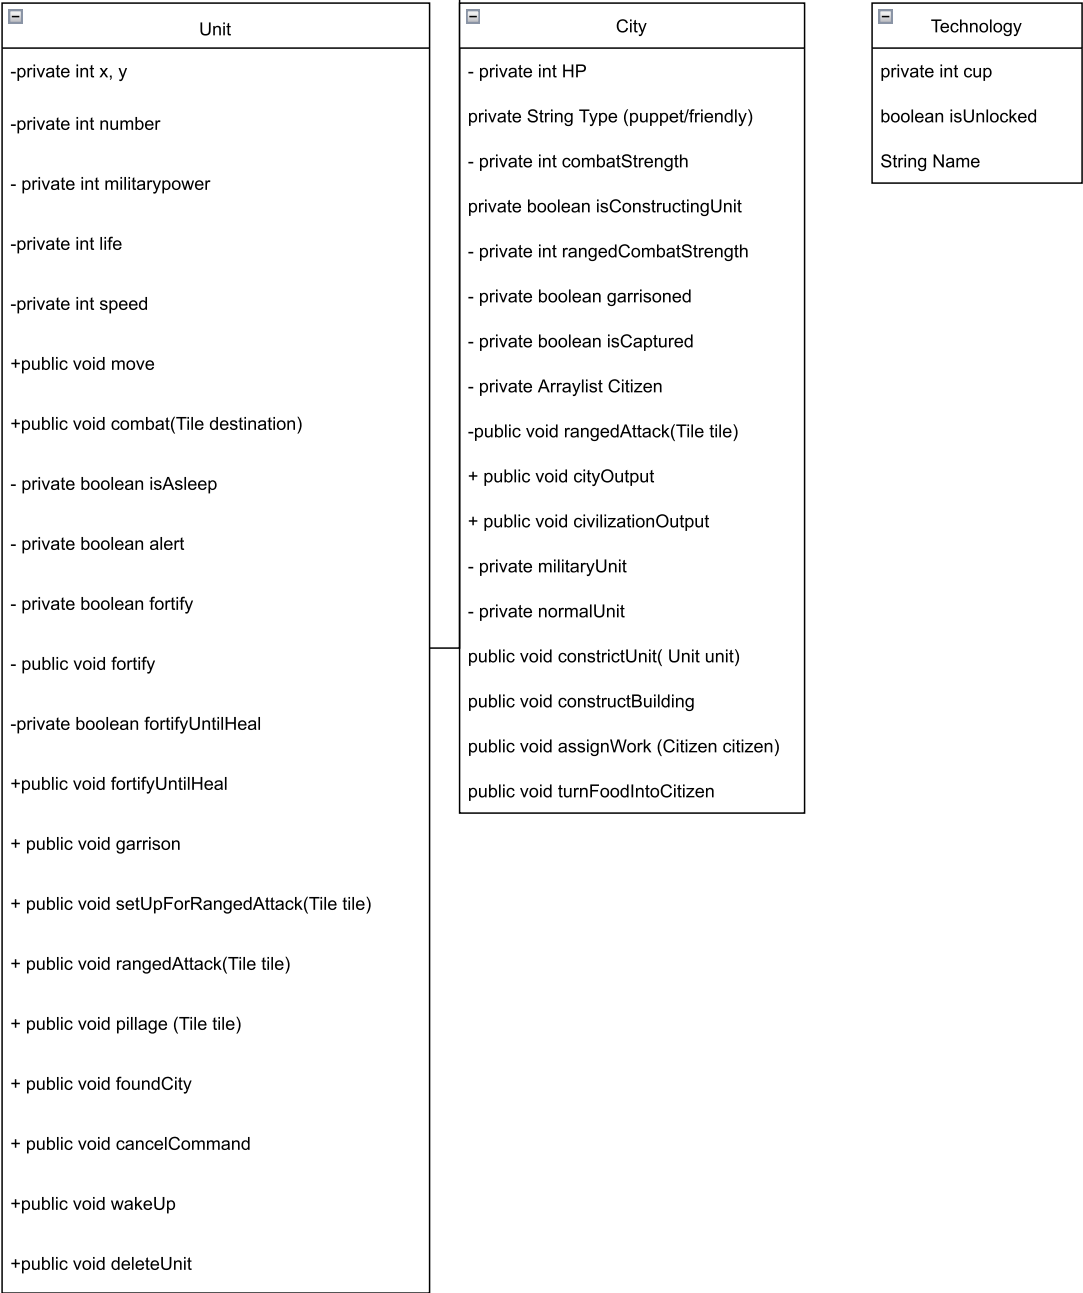 Unit
-private int x, y
-private int number
- private int militarypower
-private int life
-private int speed
+public void move
+public void combat(Tile destination)
- private boolean isAsleep
- private boolean alert
- private boolean fortify
- public void fortify
-private boolean fortifyUntilHeal
+public void fortifyUntilHeal
+ public void garrison
+ public void setUpForRangedAttack(Tile tile)
+ public void rangedAttack(Tile tile)
+ public void pillage (Tile tile)
+ public void foundCity
+ public void cancelCommand
+public void wakeUp
+public void deleteUnit
City
- private int HP
private String Type (puppet/friendly)
- private int combatStrength
private boolean isConstructingUnit
- private int rangedCombatStrength
- private boolean garrisoned
- private boolean isCaptured
- private Arraylist Citizen
-public void rangedAttack(Tile tile)
+ public void cityOutput
+ public void civilizationOutput
- private militaryUnit
- private normalUnit
public void constrictUnit( Unit unit)
public void constructBuilding
public void assignWork (Citizen citizen)
public void turnFoodIntoCitizen
Technology
private int cup
boolean isUnlocked
String Name